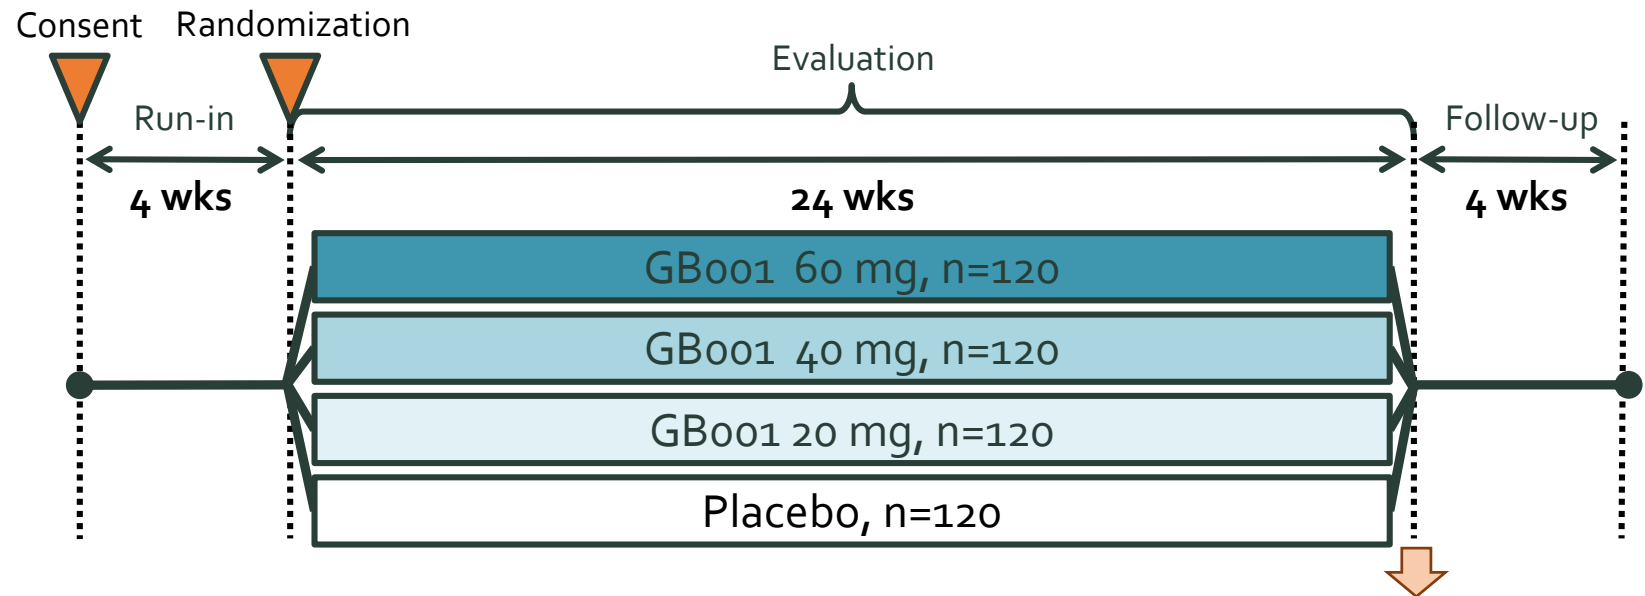 Consent Randomization
Evaluation
Run-in
Follow-up
4 wks
24 wks
4 wks
GB001 60 mg, n=120
GB001 40 mg, n=120
GB001 20 mg, n=120
Placebo, n=120